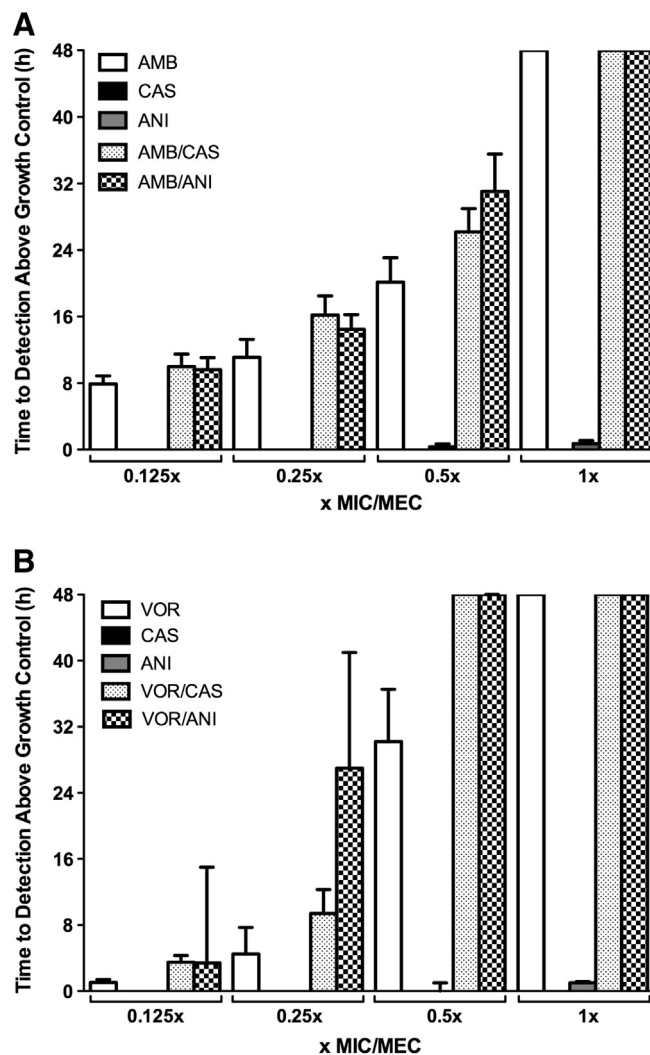 A
Time to Detection Above Growth Control (h)
48
40
32
24
16
8
0
AMB
CAS
ANI
AMB/CAS
AMB/ANI
0.125x
0.25x
0.5x
1x
x MIC/MEC
B
Time to Detection Above Growth Control (h)
48
40
32
24
16
8
0
VOR
CAS
ANI
VOR/CAS
VOR/ANI
0.125x
0.25x
0.5x
1x
x MIC/MEC